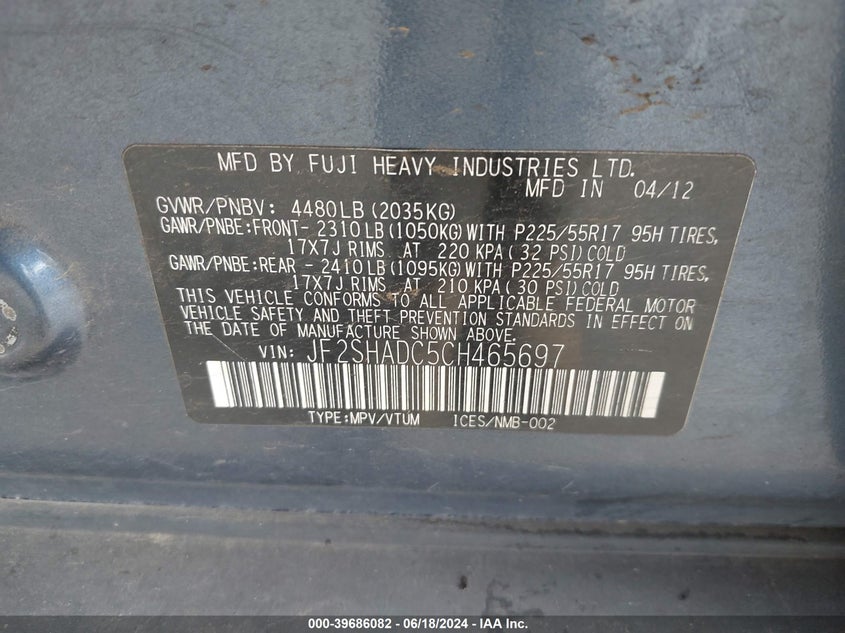 MFD BY FUJI HEAVY INDUSTRIES LTD.
MFD IN 04/12
GVWR/PNBV: 4480LB (2035KG)
GAWR/PNBE:FRONT- 2310LB (1050KG) WITH P225/55R17 95H TIRES,
17X7J RIMS AT 220 KPA ( 32 PSI) COLD
GAWR/PNBE:REAR - 2410LB (1095KG) WITH P225/55R17 95H TIRES,
17X7J RIMS AT 210 KPA ( 30 PSI) COLD
THIS VEHICLE CONFORMS TO ALL APPLICABLE FEDERAL MOTOR
VEHICLE SAFETY AND THEFT PREVENTION STANDARDS IN EFFECT ON
THE DATE OF MANUFACTURE SHOWN ABOVE.
VIN: JF2SHADC5CH465697
TYPE:MPV/VTUM ICES/NMB-002
000-39686082 - 06/18/2024 - IAA Inc.